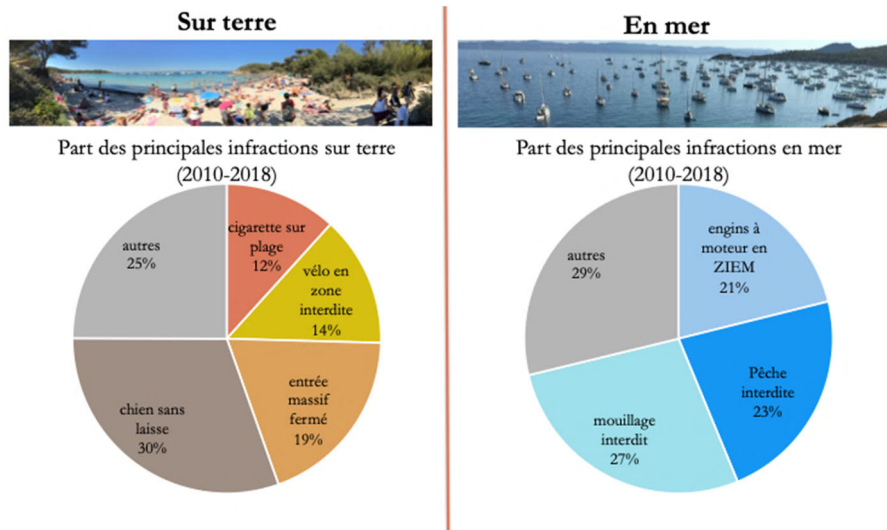 Sur terre
Part des principales infractions sur terre
(2010-2018)
cigarette sur
plage
12%
vélo en
zone
interdite
14%
entrée
massif
fermé
19%
chien sans
laisse
30%
autres
25%
En mer
Part des principales infractions en mer
(2010-2018)
engins à
moteur en
ZIEM
21%
Pêche
interdite
23%
mouillage
interdit
27%
autres
29%